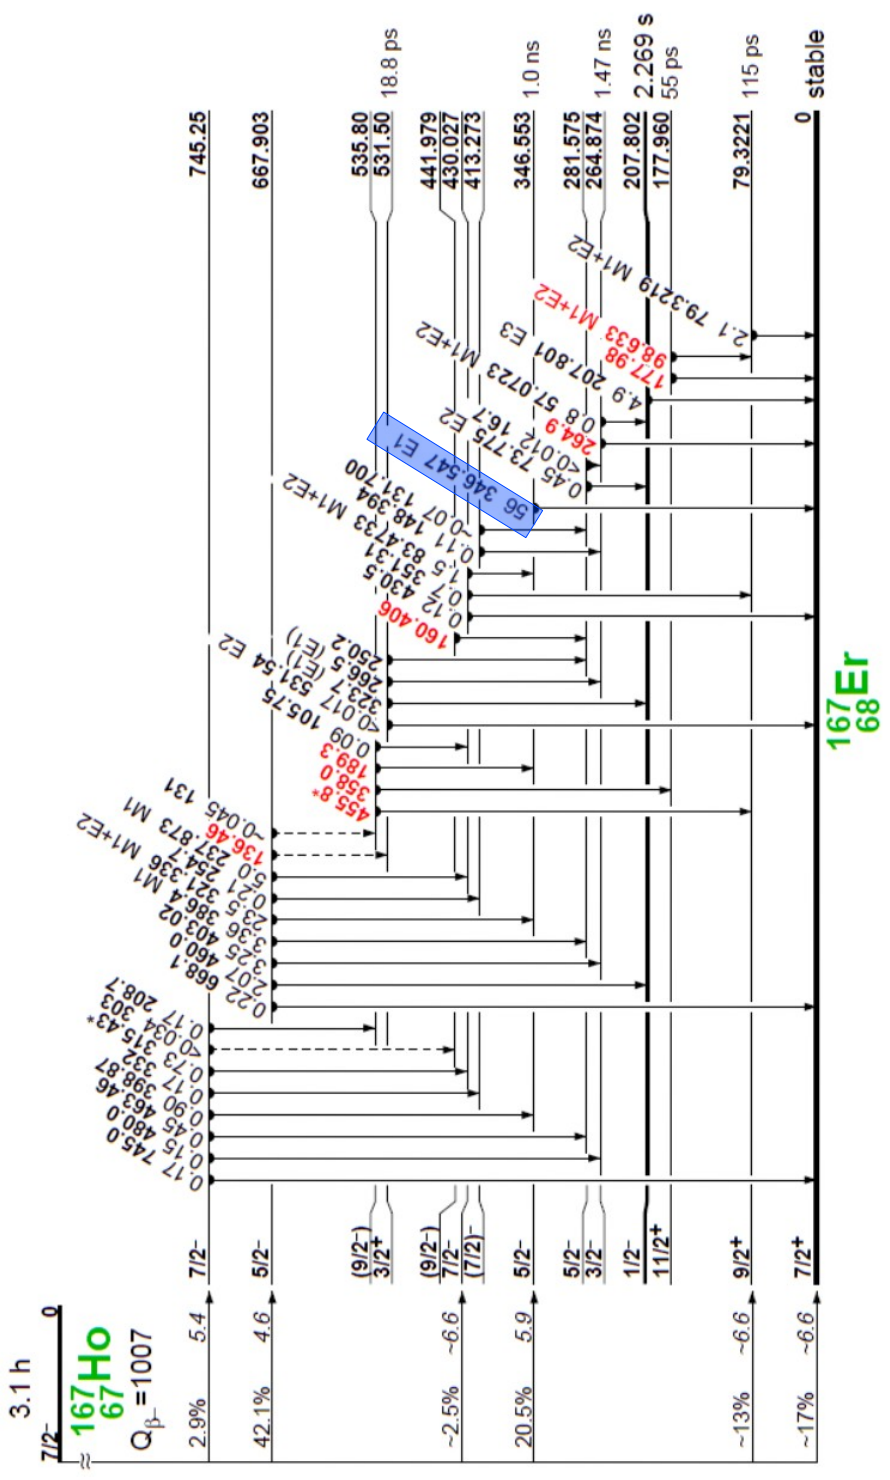 3.1 h
7/2⁻ 0
≈
167
67 Ho
Qβ₋=1007
2.9% 5.4 7/2⁻ 745.25
42.1% 4.6 5/2⁻ 667.903
(9/2⁻) 535.80
3/2⁺ 531.50 18.8 ps
(9/2⁻) 441.979
~2.5% ~6.6 7/2⁻ 430.027
(7/2)⁻ 413.273
20.5% 5.9 5/2⁻ 346.553 1.0 ns
5/2⁻ 281.575
3/2⁻ 264.874 1.47 ns
1/2⁻ 207.802 2.269 s
11/2⁺ 177.960 55 ps
~13% ~6.6 9/2⁺ 79.3221 115 ps
~17% ~6.6 7/2⁺ 0 stable
167
68 Er
0.17 745.0
0.15 480.0
0.45 463.46
0.90 398.87
0.17 332
0.73 315.43*
<0.034 303
0.17 208.7
0.22 668.1
2.07 460.0
3.25 403.02
3.36 386.4 M1
23.5 321.336 M1+E2
0.21 254.7
5.0 237.873 M1
136.46
~0.045 131
455.8*
358.0
189.3
0.09 105.75
<0.017 531.54 E2
323.7 (E1)
266.5 (E1)
250.2
160.406
0.12 430.5
0.7 351.31
1.5 83.4733 M1+E2
0.11 148.394
~0.07 131.700
56 346.547 E1
0.45 73.775 E2
<0.012 16.7
264.9
0.8 57.0723 M1+E2
4.9 207.801 E3
177.98
98.633 M1+E2
2.1 79.3219 M1+E2